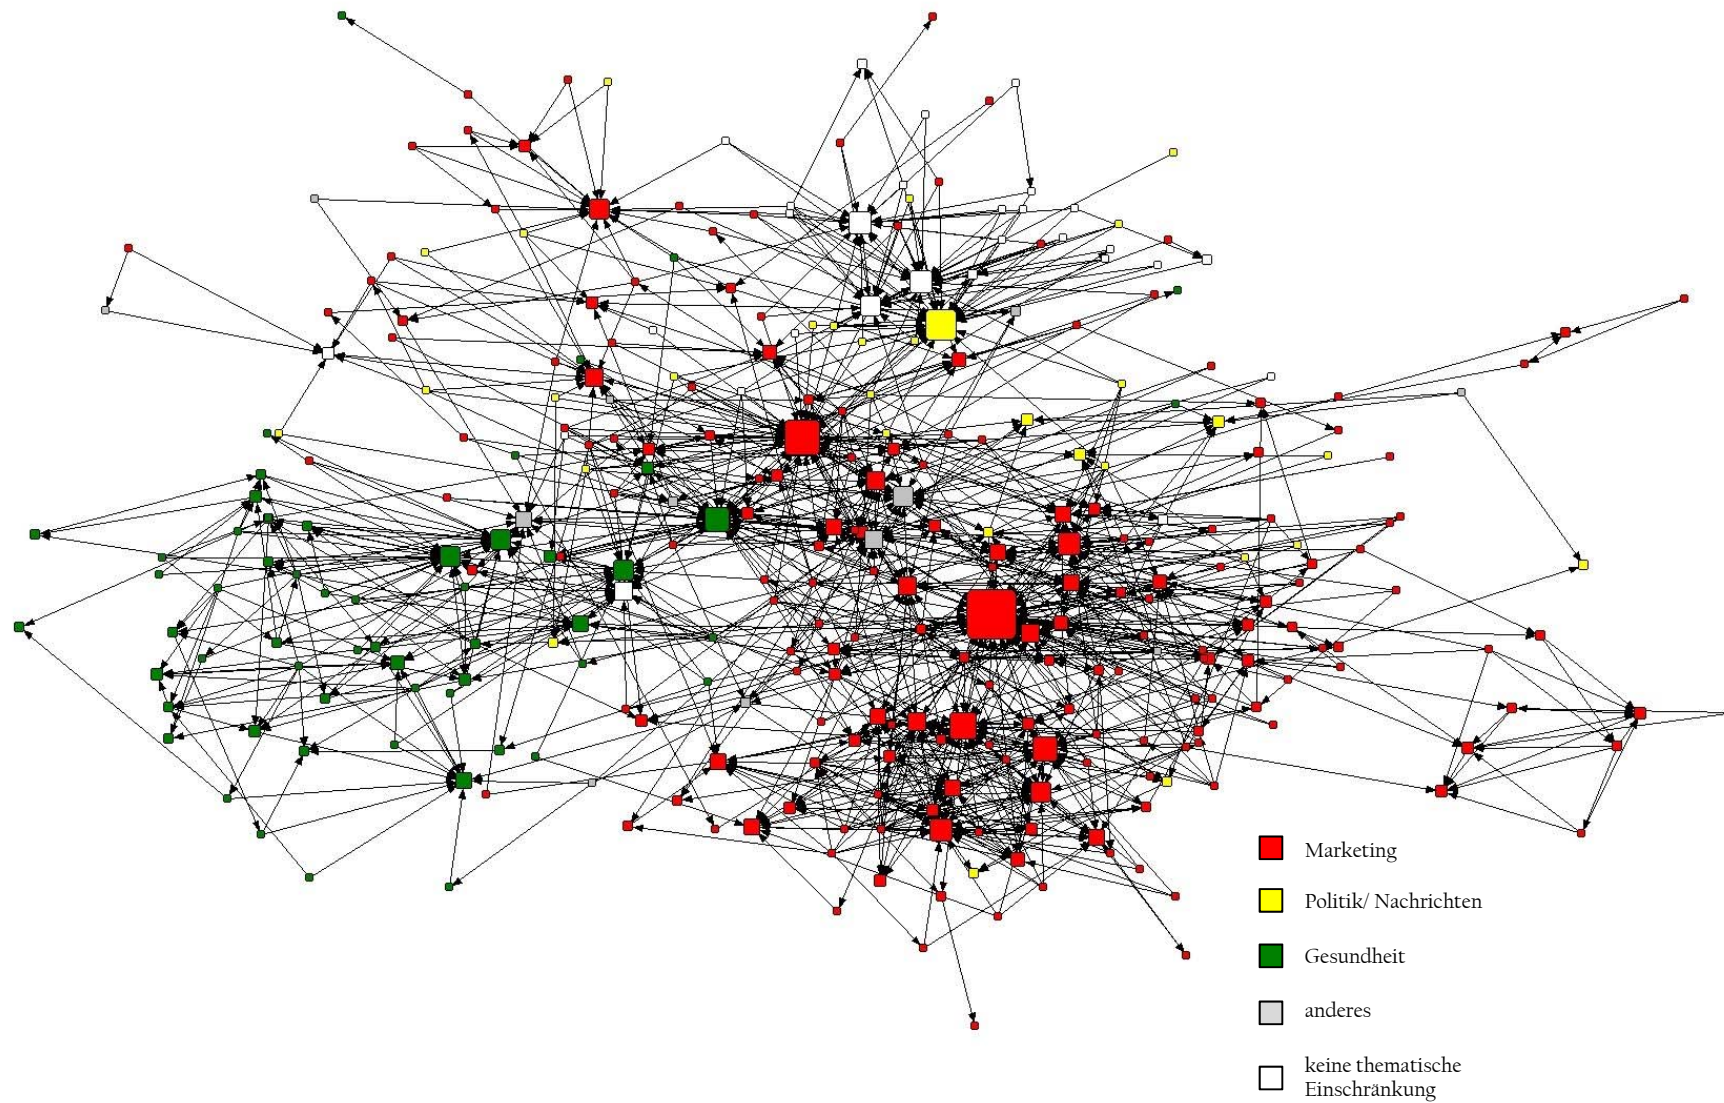 Marketing
Politik/ Nachrichten
Gesundheit
anderes
keine thematische
Einschränkung